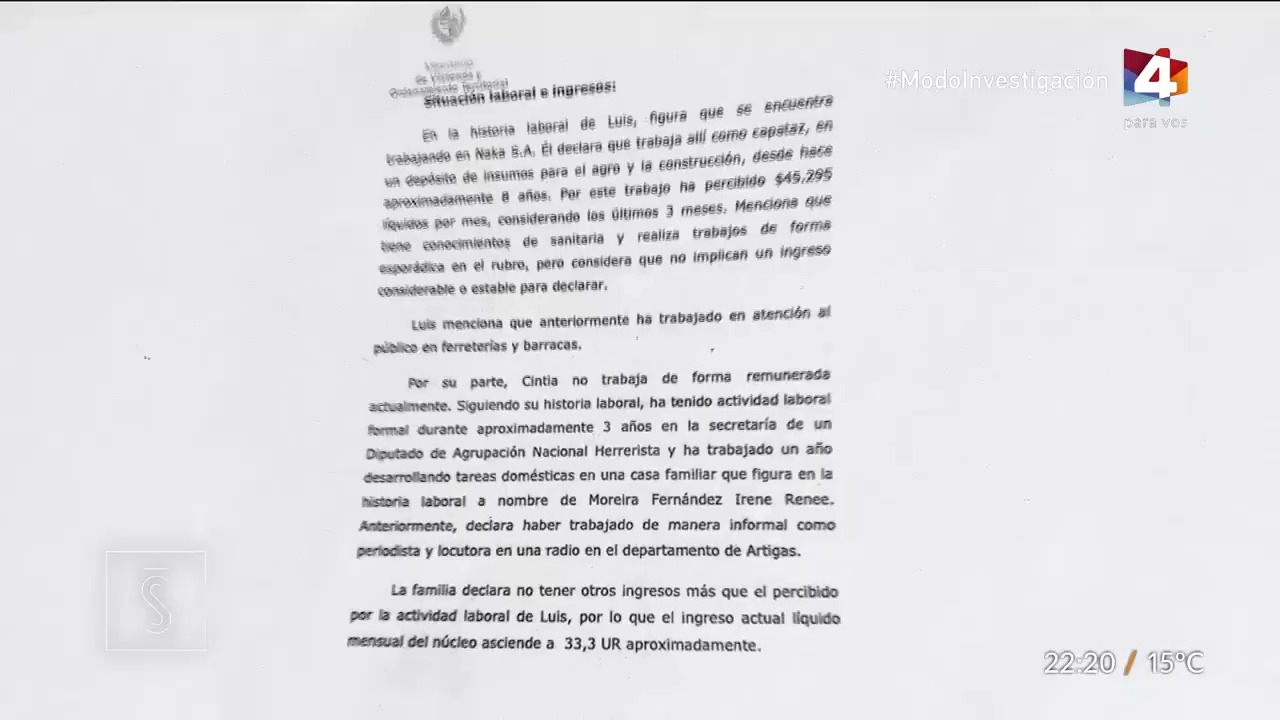 Ministerio
de Vivienda y
Ordenamiento Territorial
Situación laboral e ingresos:
En la historia laboral de Luis, figura que se encuentra
trabajando en Naka S.A. Él declara que trabaja allí como capataz, en
un depósito de insumos para el agro y la construcción, desde hace
aproximadamente 8 años. Por este trabajo ha percibido $45,295
líquidos por mes, considerando los últimos 3 meses. Menciona que
tiene conocimientos de sanitaria y realiza trabajos de forma
esporádica en el rubro, pero considera que no implican un ingreso
considerable o estable para declarar.
Luis menciona que anteriormente ha trabajado en atención al
público en ferreterías y barracas.
Por su parte, Cintia no trabaja de forma remunerada
actualmente. Siguiendo su historia laboral, ha tenido actividad laboral
formal durante aproximadamente 3 años en la secretaría de un
Diputado de Agrupación Nacional Herrerista y ha trabajado un año
desarrollando tareas domésticas en una casa familiar que figura en la
historia laboral a nombre de Moreira Fernández Irene Renee.
Anteriormente, declara haber trabajado de manera informal como
periodista y locutora en una radio en el departamento de Artigas.
La familia declara no tener otros ingresos más que el percibido
por la actividad laboral de Luis, por lo que el ingreso actual líquido
mensual del núcleo asciende a 33,3 UR aproximadamente.
#ModoInvestigación
4
para vos
S
22:20 / 15°C